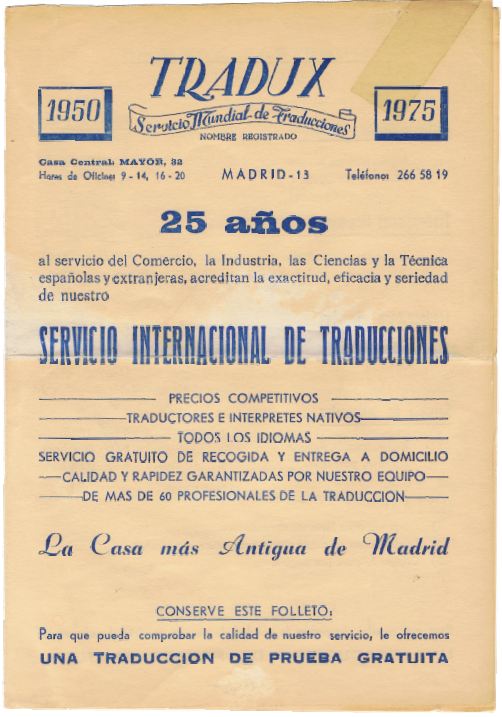 TRADUX
1950
Servicio Mundial de Traducciones
1975
NOMBRE REGISTRADO
Casa Central: MAYOR, 32
Horas de Oficina: 9 - 14, 16 - 20
MADRID - 13
Teléfono: 266 58 19
25 años
al servicio del Comercio, la Industria, las Ciencias y la Técnica
españolas y extranjeras, acreditan la exactitud, eficacia y seriedad
de nuestro
SERVICIO INTERNACIONAL DE TRADUCCIONES
PRECIOS COMPETITIVOS
TRADUCTORES E INTERPRETES NATIVOS
TODOS LOS IDIOMAS
SERVICIO GRATUITO DE RECOGIDA Y ENTREGA A DOMICILIO
CALIDAD Y RAPIDEZ GARANTIZADAS POR NUESTRO EQUIPO
DE MAS DE 60 PROFESIONALES DE LA TRADUCCION
La Casa más Antigua de Madrid
CONSERVE ESTE FOLLETO:
Para que pueda comprobar la calidad de nuestro servicio, le ofrecemos
UNA TRADUCCION DE PRUEBA GRATUITA